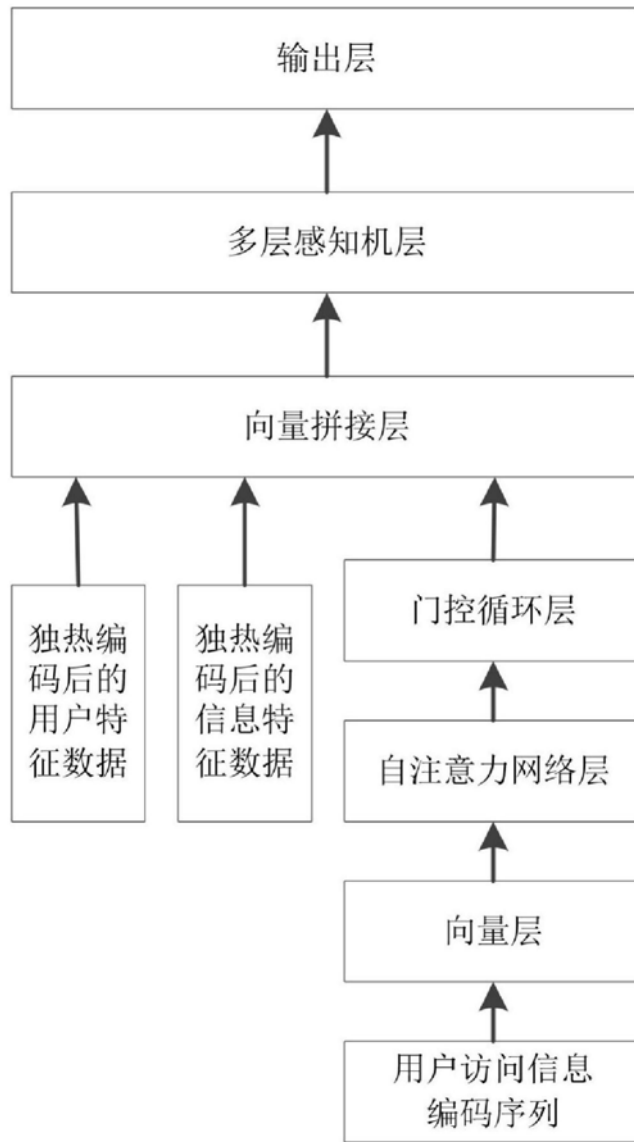 输出层
多层感知机层
向量拼接层
独热编
码后的
用户特
征数据
独热编
码后的
信息特
征数据
门控循环层
自注意力网络层
向量层
用户访问信息
编码序列